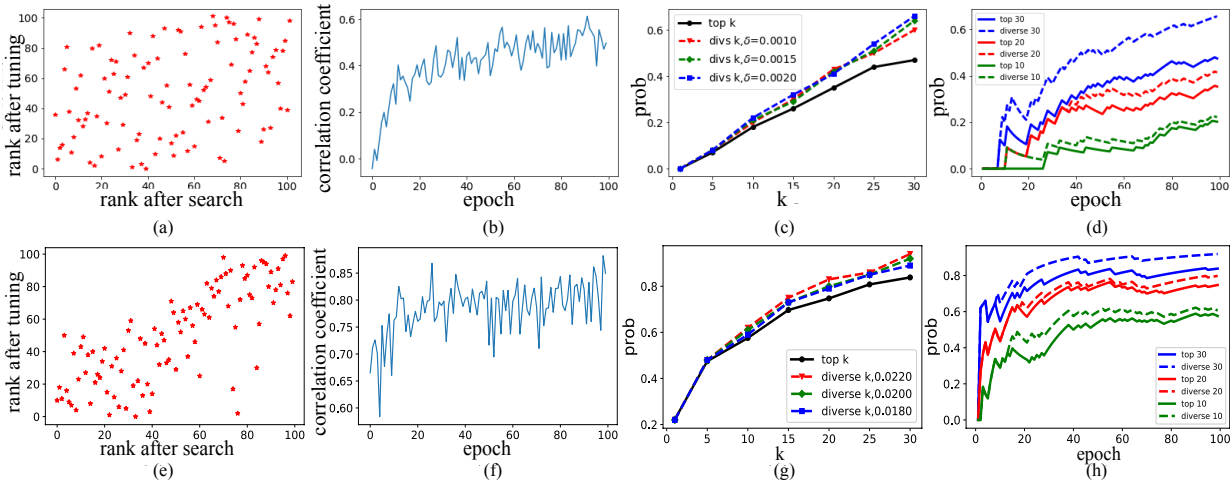 rank after tuning
100
80
60
40
20
0
0
20
40
60
80
100
rank after search
(a)
correlation coefficient
0.6
0.4
0.2
0.0
0
20
40
60
80
100
epoch
(b)
prob
0.6
0.4
0.2
0.0
top k
divs k,δ=0.0010
divs k,δ=0.0015
divs k,δ=0.0020
0
5
10
15
20
25
30
k
(c)
prob
0.6
0.4
0.2
0.0
top 30
diverse 30
top 20
diverse 20
top 10
diverse 10
0
20
40
60
80
100
epoch
(d)
rank after tuning
100
80
60
40
20
0
0
20
40
60
80
100
rank after search
(e)
correlation coefficient
0.85
0.80
0.75
0.70
0.65
0.60
0
20
40
60
80
100
epoch
(f)
prob
0.8
0.6
0.4
0.2
top k
diverse k,0.0220
diverse k,0.0200
diverse k,0.0180
0
5
10
15
20
25
30
k
(g)
prob
0.8
0.6
0.4
0.2
0.0
top 30
diverse 30
top 20
diverse 20
top 10
diverse 10
0
20
40
60
80
100
epoch
(h)